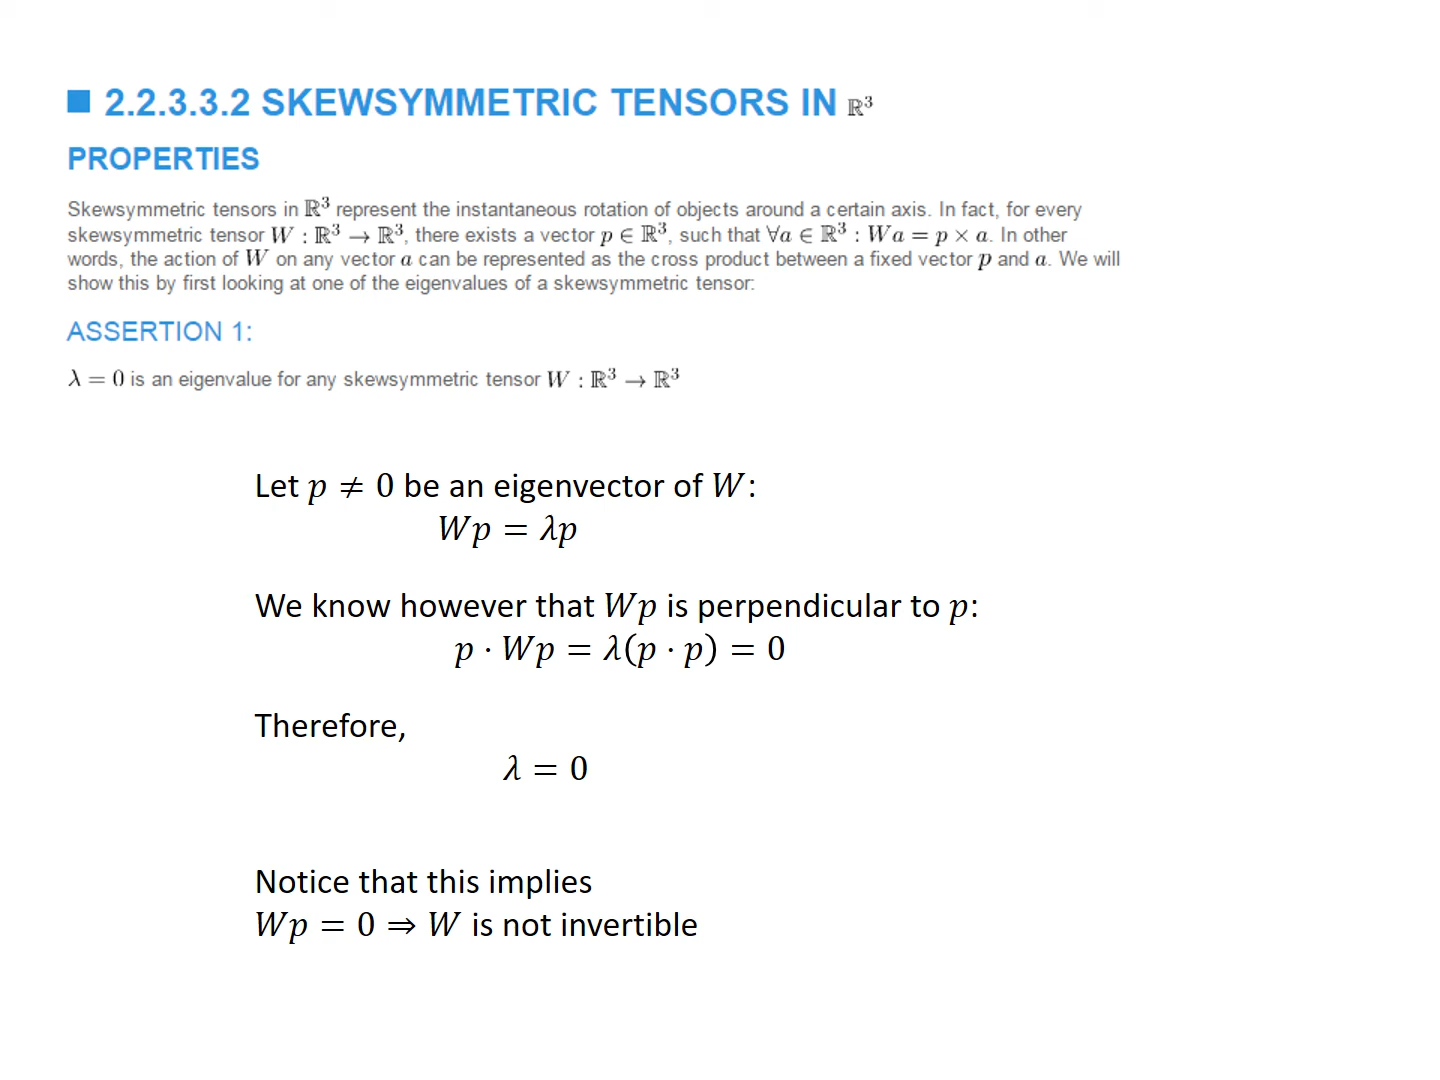 ■ 2.2.3.3.2 SKEWSYMMETRIC TENSORS IN ℝ³
PROPERTIES
Skewsymmetric tensors in ℝ³ represent the instantaneous rotation of objects around a certain axis. In fact, for every
skewsymmetric tensor W : ℝ³ → ℝ³, there exists a vector p ∈ ℝ³, such that ∀a ∈ ℝ³ : Wa = p × a. In other
words, the action of W on any vector a can be represented as the cross product between a fixed vector p and a. We will
show this by first looking at one of the eigenvalues of a skewsymmetric tensor:
ASSERTION 1:
λ = 0 is an eigenvalue for any skewsymmetric tensor W : ℝ³ → ℝ³
Let p ≠ 0 be an eigenvector of W:
Wp = λp
We know however that Wp is perpendicular to p:
p · Wp = λ(p · p) = 0
Therefore,
λ = 0
Notice that this implies
Wp = 0 ⇒ W is not invertible